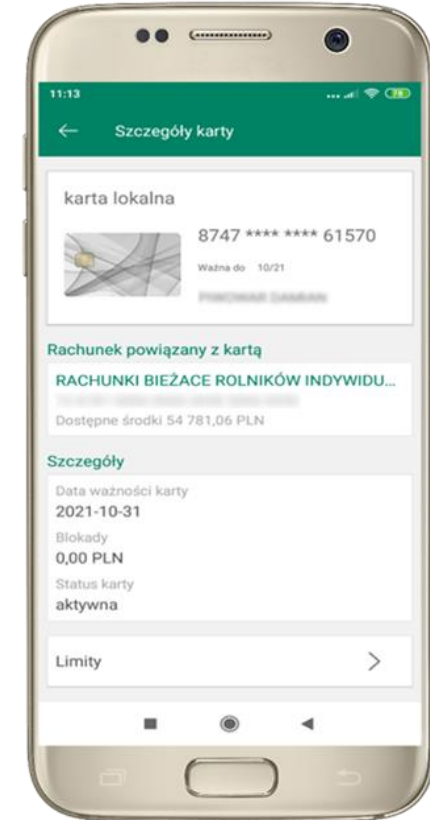 11:13
78
Szczegóły karty
karta lokalna
8747 **** **** 61570
Ważna do 10/21
Rachunek powiązany z kartą
RACHUNKI BIEŻACE ROLNIKÓW INDYWIDU...
Dostępne środki 54 781,06 PLN
Szczegóły
Data ważności karty
2021-10-31
Blokady
0,00 PLN
Status karty
aktywna
Limity